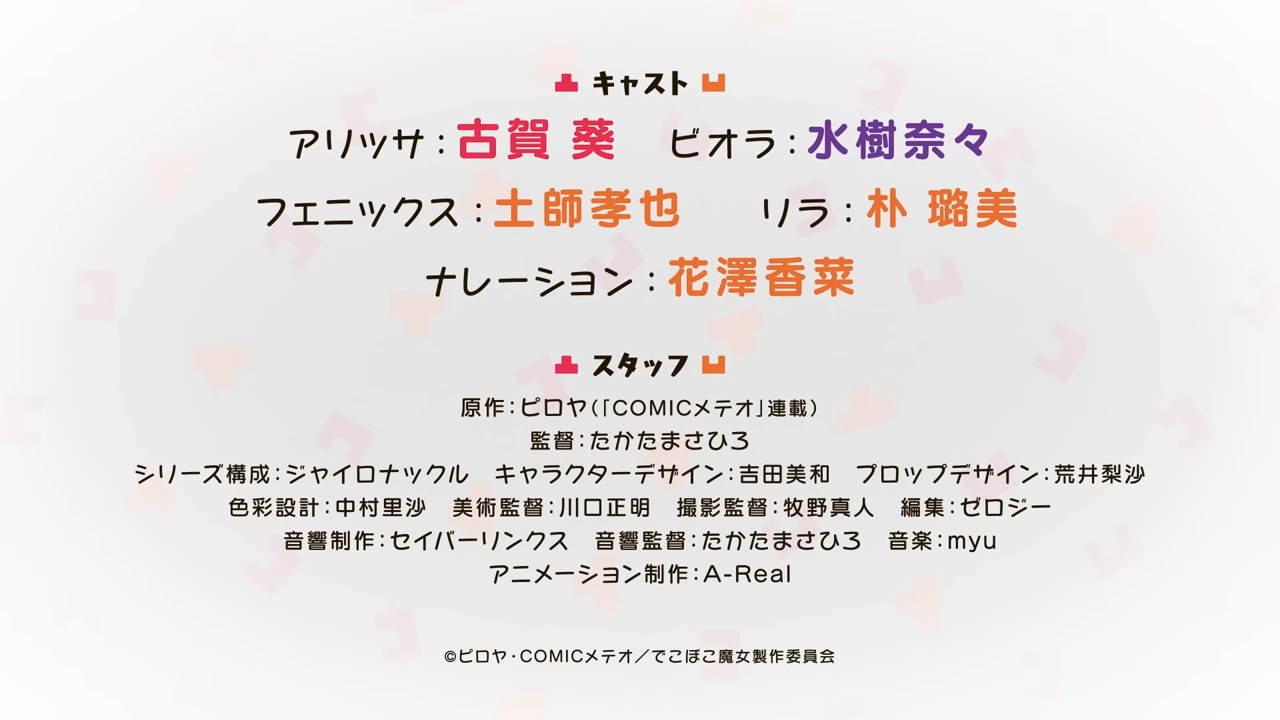 キャスト
アリッサ：古賀 葵　ビオラ：水樹奈々
フェニックス：土師孝也　リラ：朴 璐美
ナレーション：花澤香菜
スタッフ
原作：ピロヤ（「COMICメテオ」連載）
監督：たかたまさひろ
シリーズ構成：ジャイロナックル　キャラクターデザイン：吉田美和　プロップデザイン：荒井梨沙
色彩設計：中村里沙　美術監督：川口正明　撮影監督：牧野真人　編集：ゼロジー
音響制作：セイバーリンクス　音響監督：たかたまさひろ　音楽：myu
アニメーション制作：A-Real
©ピロヤ・COMICメテオ／でこぼこ魔女製作委員会